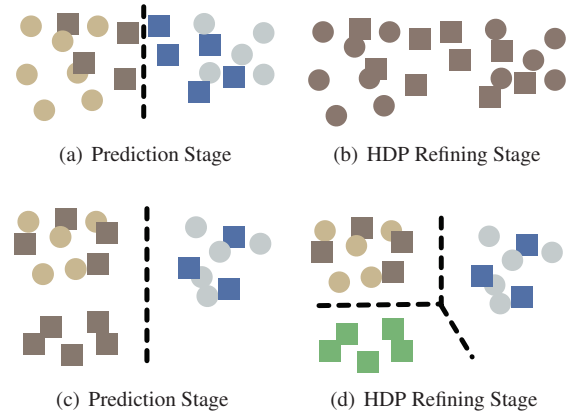 (a) Prediction Stage
(b) HDP Refining Stage
(c) Prediction Stage
(d) HDP Refining Stage